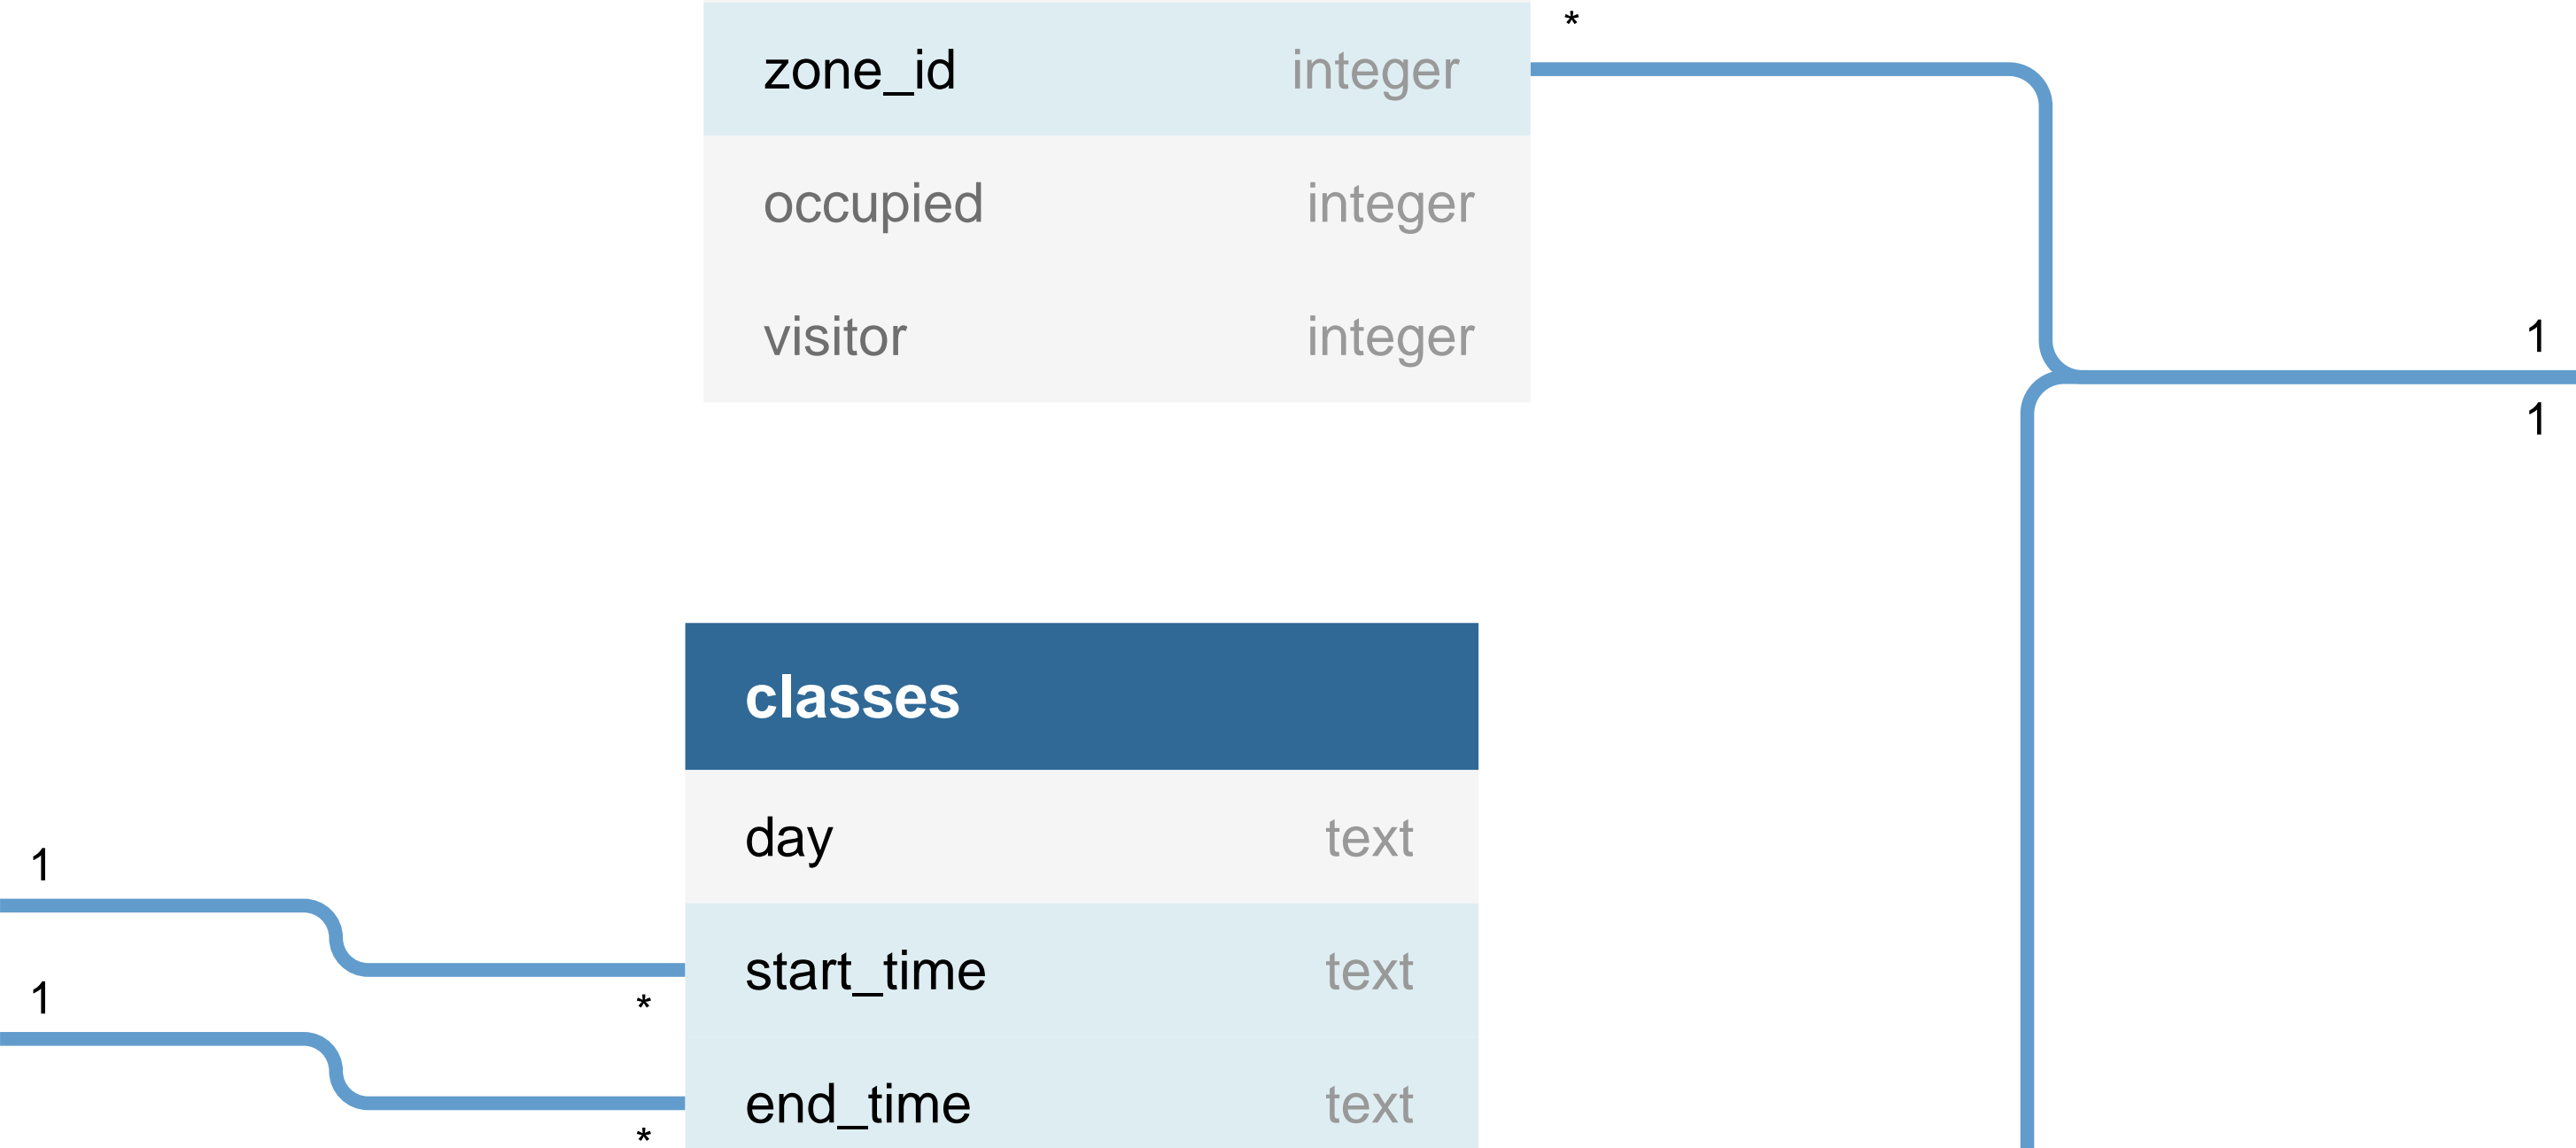 *
zone_id integer
occupied integer
visitor integer
1
1
classes
day text
1
start_time text
*
1
end_time text
*